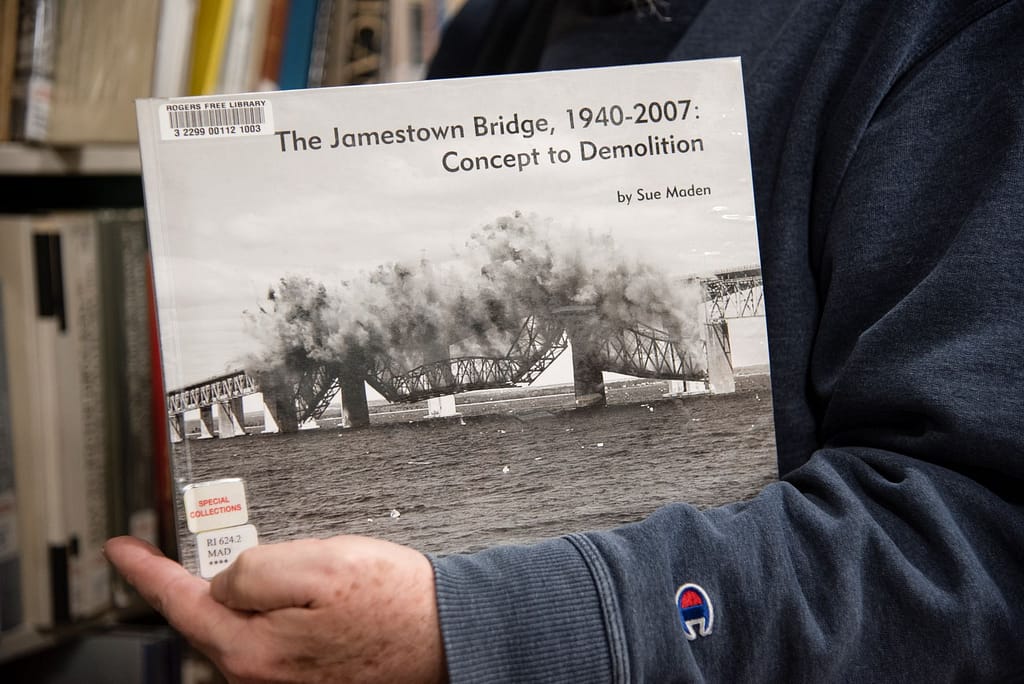 ROGERS FREE LIBRARY
3 2299 00112 1003
The Jamestown Bridge, 1940-2007:
Concept to Demolition
by Sue Maden
SPECIAL
COLLECTIONS
RI 624.2
MAD
****